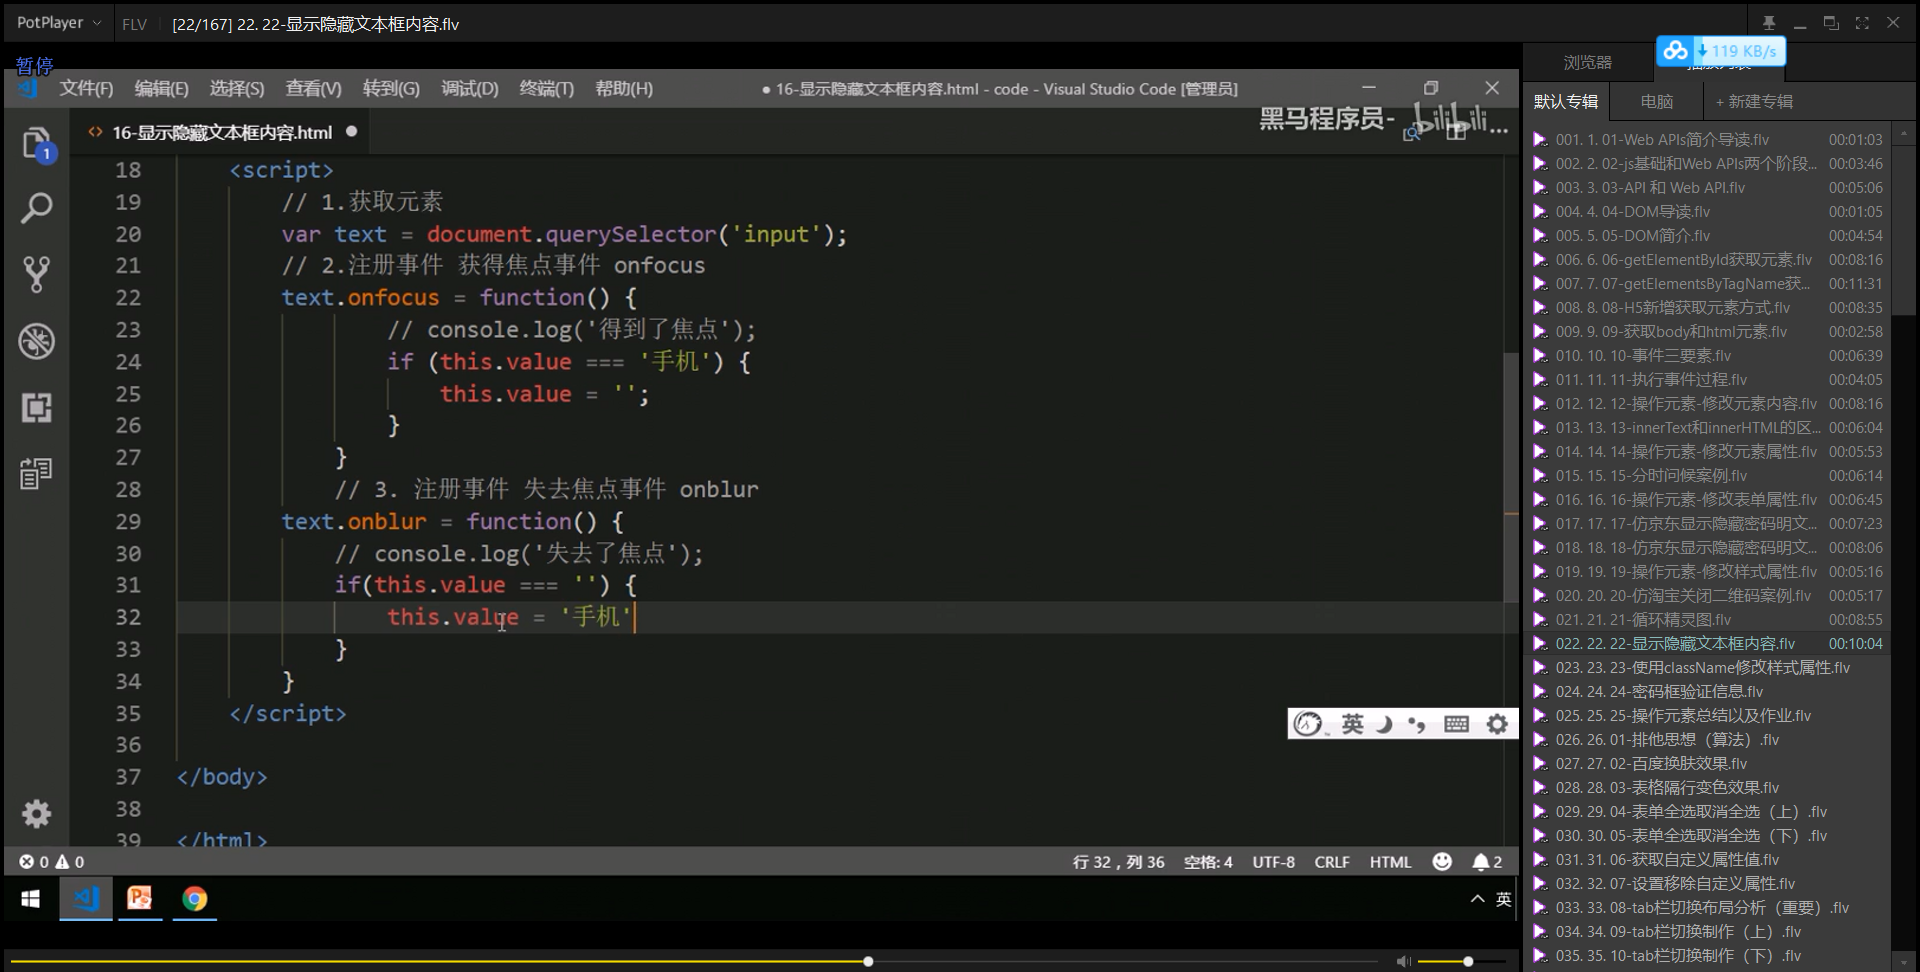 PotPlayer
FLV
[22/167] 22. 22-显示隐藏文本框内容.flv
暂停
文件(F) 编辑(E) 选择(S) 查看(V) 转到(G) 调试(D) 终端(T) 帮助(H)
● 16-显示隐藏文本框内容.html - code - Visual Studio Code [管理员]
<> 16-显示隐藏文本框内容.html ●
黑马程序员- bilibili
1
18 <script>
19 // 1.获取元素
20 var text = document.querySelector('input');
21 // 2.注册事件 获得焦点事件 onfocus
22 text.onfocus = function() {
23 // console.log('得到了焦点');
24 if (this.value === '手机') {
25 this.value = '';
26 }
27 }
28 // 3. 注册事件 失去焦点事件 onblur
29 text.onblur = function() {
30 // console.log('失去了焦点');
31 if(this.value === '') {
32 this.value = '手机'
33 }
34 }
35 </script>
36
37 </body>
38
39 </html>
英
0 0
行 32，列 36 空格: 4 UTF-8 CRLF HTML 2
英
119 KB/s
浏览器
默认专辑 电脑 + 新建专辑
001. 1. 01-Web APIs简介导读.flv 00:01:03
002. 2. 02-js基础和Web APIs两个阶段... 00:03:46
003. 3. 03-API 和 Web API.flv 00:05:06
004. 4. 04-DOM导读.flv 00:01:05
005. 5. 05-DOM简介.flv 00:04:54
006. 6. 06-getElementById获取元素.flv 00:08:16
007. 7. 07-getElementsByTagName获... 00:11:31
008. 8. 08-H5新增获取元素方式.flv 00:08:35
009. 9. 09-获取body和html元素.flv 00:02:58
010. 10. 10-事件三要素.flv 00:06:39
011. 11. 11-执行事件过程.flv 00:04:05
012. 12. 12-操作元素-修改元素内容.flv 00:08:16
013. 13. 13-innerText和innerHTML的区... 00:06:04
014. 14. 14-操作元素-修改元素属性.flv 00:05:53
015. 15. 15-分时问候案例.flv 00:06:14
016. 16. 16-操作元素-修改表单属性.flv 00:06:45
017. 17. 17-仿京东显示隐藏密码明文... 00:07:23
018. 18. 18-仿京东显示隐藏密码明文... 00:08:06
019. 19. 19-操作元素-修改样式属性.flv 00:05:16
020. 20. 20-仿淘宝关闭二维码案例.flv 00:05:17
021. 21. 21-循环精灵图.flv 00:08:55
022. 22. 22-显示隐藏文本框内容.flv 00:10:04
023. 23. 23-使用className修改样式属性.flv
024. 24. 24-密码框验证信息.flv
025. 25. 25-操作元素总结以及作业.flv
026. 26. 01-排他思想（算法）.flv
027. 27. 02-百度换肤效果.flv
028. 28. 03-表格隔行变色效果.flv
029. 29. 04-表单全选取消全选（上）.flv
030. 30. 05-表单全选取消全选（下）.flv
031. 31. 06-获取自定义属性值.flv
032. 32. 07-设置移除自定义属性.flv
033. 33. 08-tab栏切换布局分析（重要）.flv
034. 34. 09-tab栏切换制作（上）.flv
035. 35. 10-tab栏切换制作（下）.flv